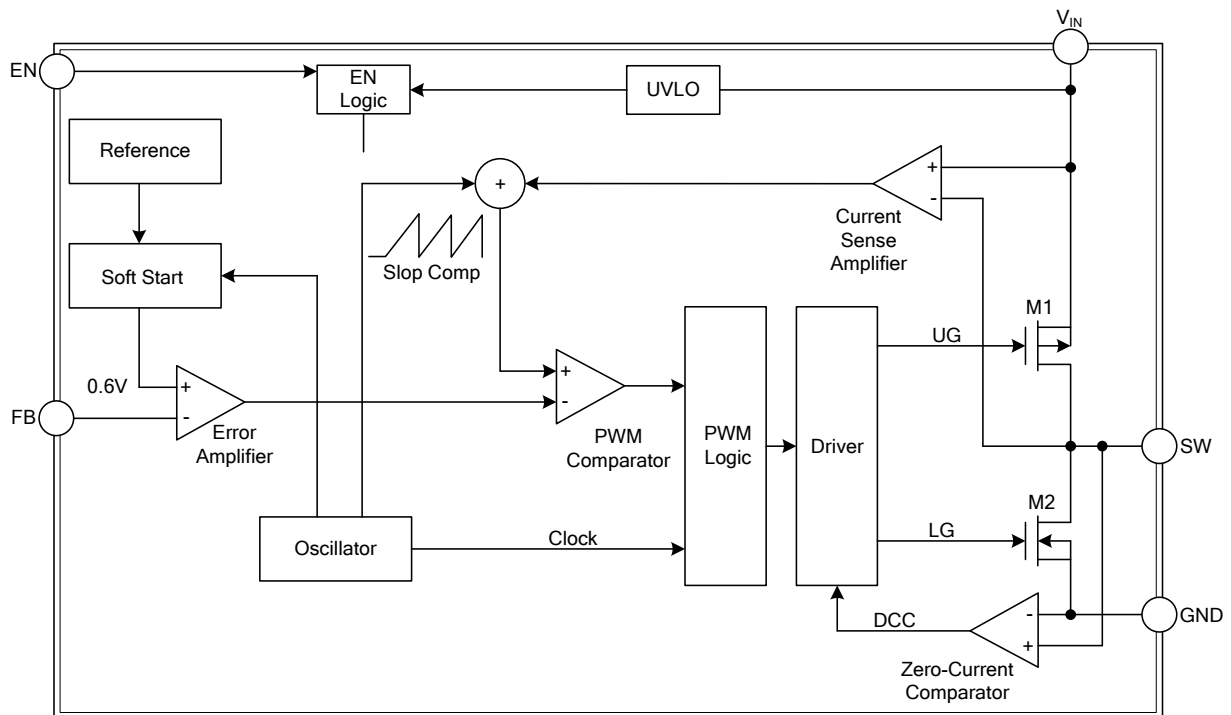 V_IN
EN
EN
Logic
UVLO
Reference
+
+
-
Current
Sense
Amplifier
Soft Start
Slop Comp
M1
UG
0.6V
+
-
+
-
FB
Error
Amplifier
PWM
Comparator
PWM
Logic
Driver
SW
M2
LG
Oscillator
Clock
-
+
GND
DCC
Zero-Current
Comparator